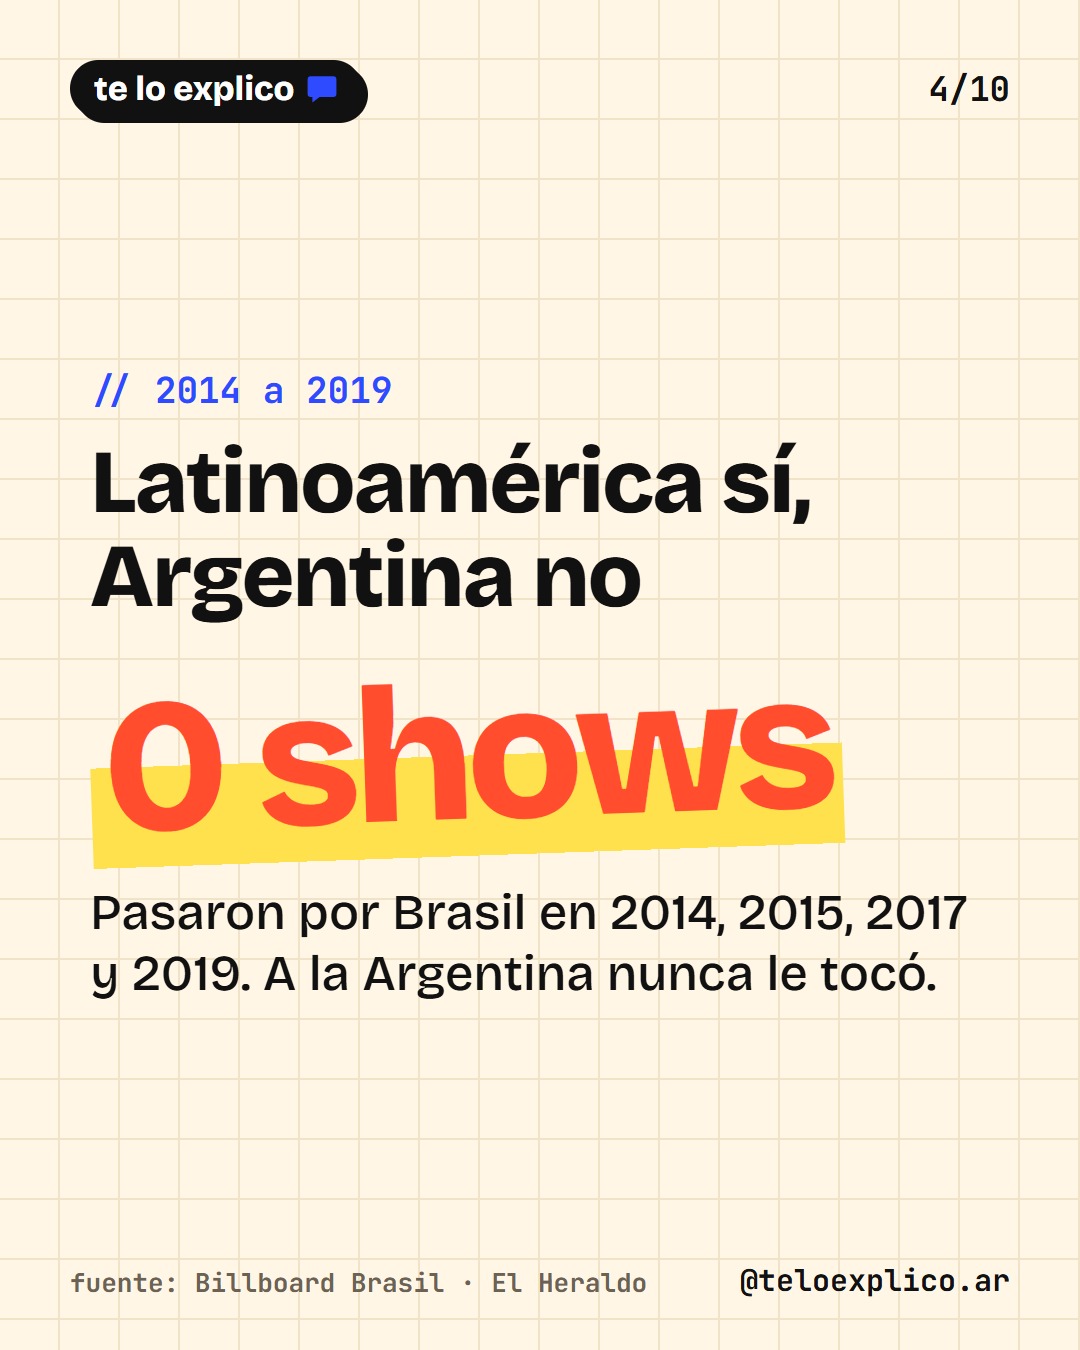 te lo explico
4/10
// 2014 a 2019
Latinoamérica sí,
Argentina no
0 shows
Pasaron por Brasil en 2014, 2015, 2017
y 2019. A la Argentina nunca le tocó.
fuente: Billboard Brasil · El Heraldo
@teloexplico.ar